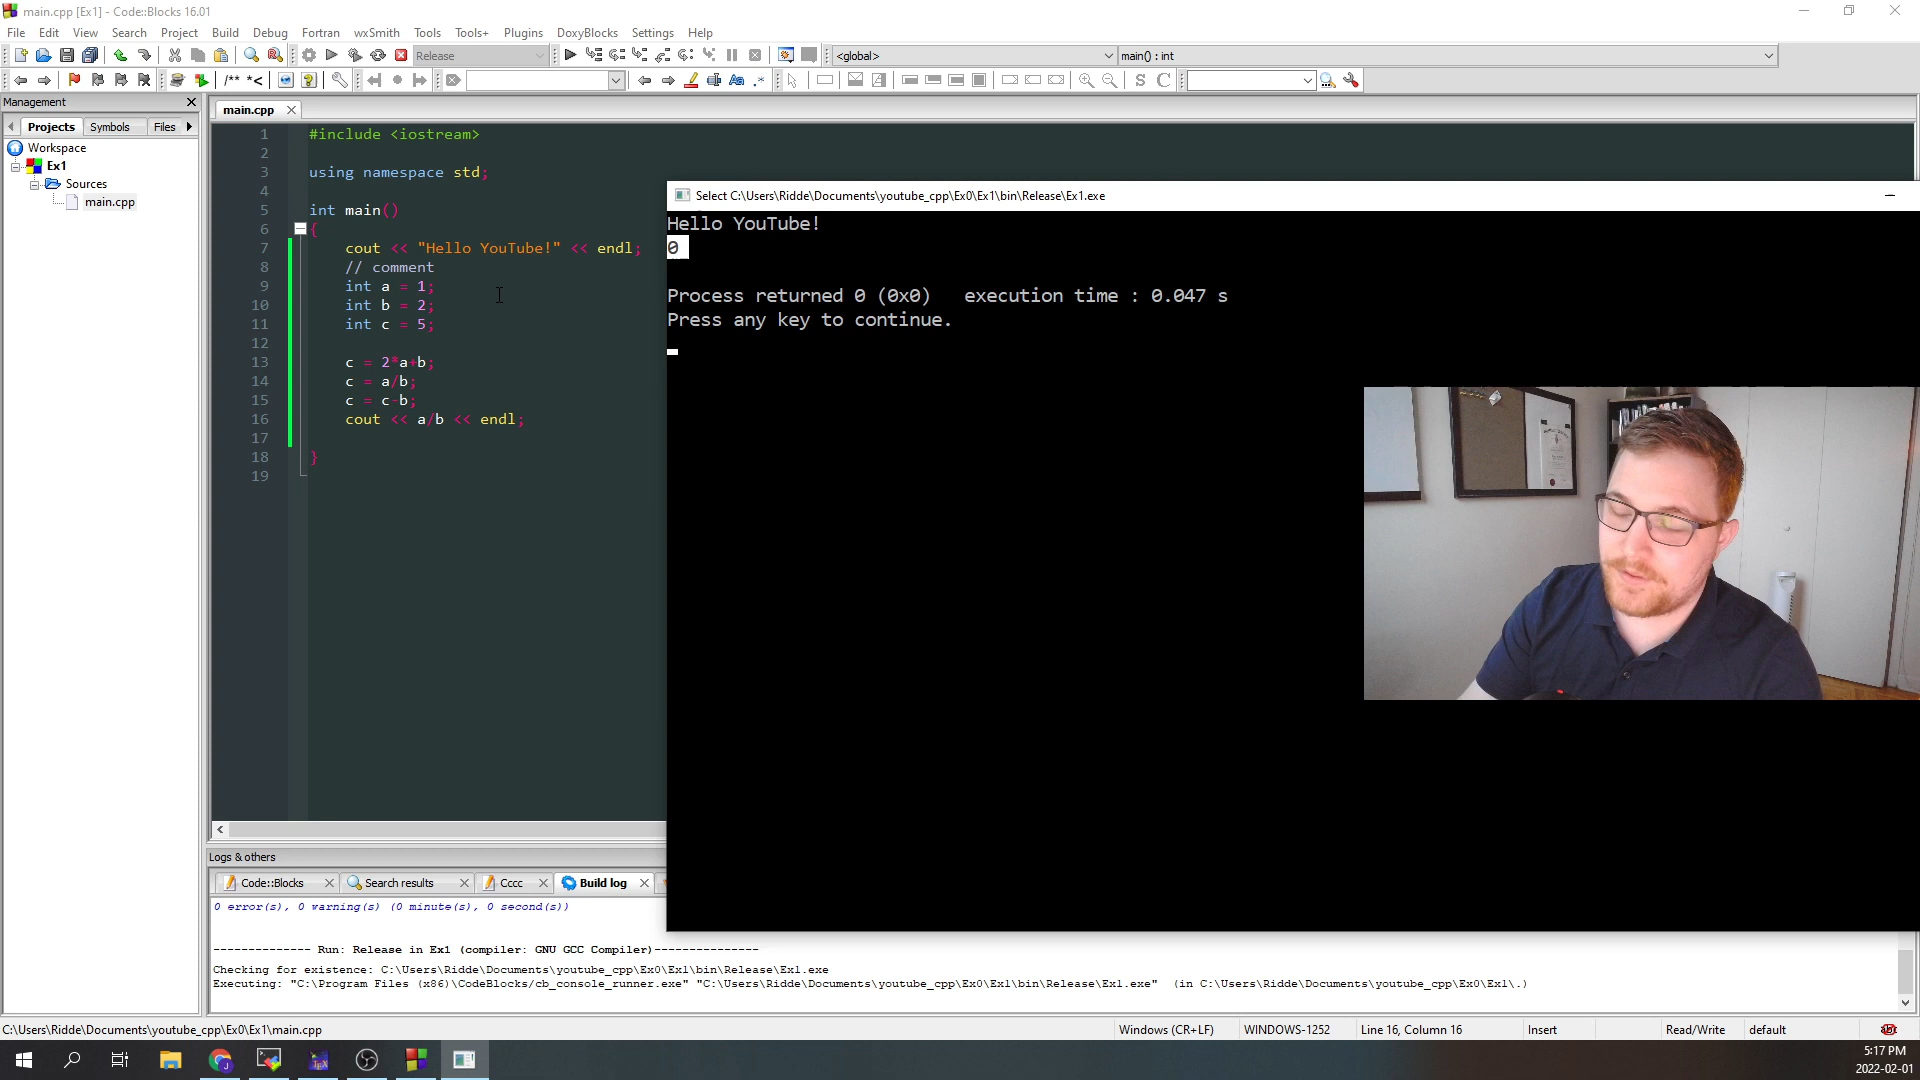 main.cpp [Ex1] - Code::Blocks 16.01
File Edit View Search Project Build Debug Fortran wxSmith Tools Tools+ Plugins DoxyBlocks Settings Help
Release
<global>
main() : int
/** *<
Aa .*
S C
Management
Projects Symbols Files
Workspace
Ex1
Sources
main.cpp
main.cpp
1 #include <iostream>
2
3 using namespace std;
4
5 int main()
6 {
7 cout << "Hello YouTube!" << endl;
8 // comment
9 int a = 1;
10 int b = 2;
11 int c = 5;
12
13 c = 2*a+b;
14 c = a/b;
15 c = c-b;
16 cout << a/b << endl;
17
18 }
19
Select C:\Users\Ridde\Documents\youtube_cpp\Ex0\Ex1\bin\Release\Ex1.exe
Hello YouTube!
0
Process returned 0 (0x0)   execution time : 0.047 s
Press any key to continue.
Logs & others
Code::Blocks Search results Cccc Build log
0 error(s), 0 warning(s) (0 minute(s), 0 second(s))
-------------- Run: Release in Ex1 (compiler: GNU GCC Compiler)---------------
Checking for existence: C:\Users\Ridde\Documents\youtube_cpp\Ex0\Ex1\bin\Release\Ex1.exe
Executing: "C:\Program Files (x86)\CodeBlocks/cb_console_runner.exe" "C:\Users\Ridde\Documents\youtube_cpp\Ex0\Ex1\bin\Release\Ex1.exe"  (in C:\Users\Ridde\Documents\youtube_cpp\Ex0\Ex1\.)
C:\Users\Ridde\Documents\youtube_cpp\Ex0\Ex1\main.cpp Windows (CR+LF) WINDOWS-1252 Line 16, Column 16 Insert Read/Write default
5:17 PM
2022-02-01